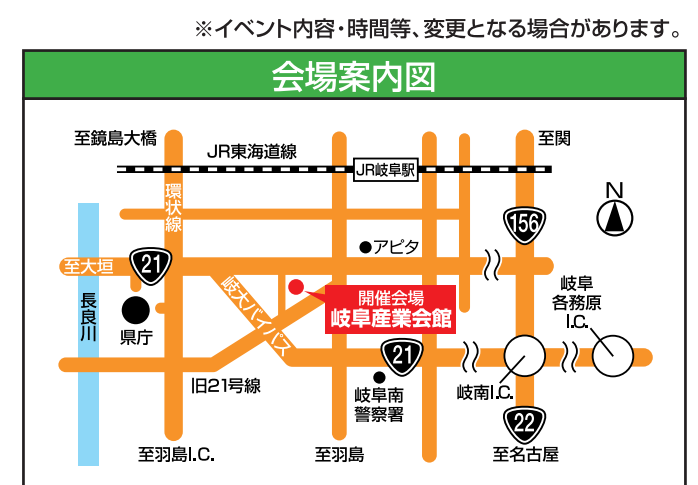 ※イベント内容・時間等、変更となる場合があります。
会場案内図
至鏡島大橋
JR東海道線
JR岐阜駅
至関
環状線
N
156
アピタ
至大垣
21
岐大バイパス
開催会場
岐阜産業会館
岐阜
各務原
I.C.
長良川
県庁
21
旧21号線
岐阜南
警察署
岐南I.C.
22
至羽島I.C.
至羽島
至名古屋